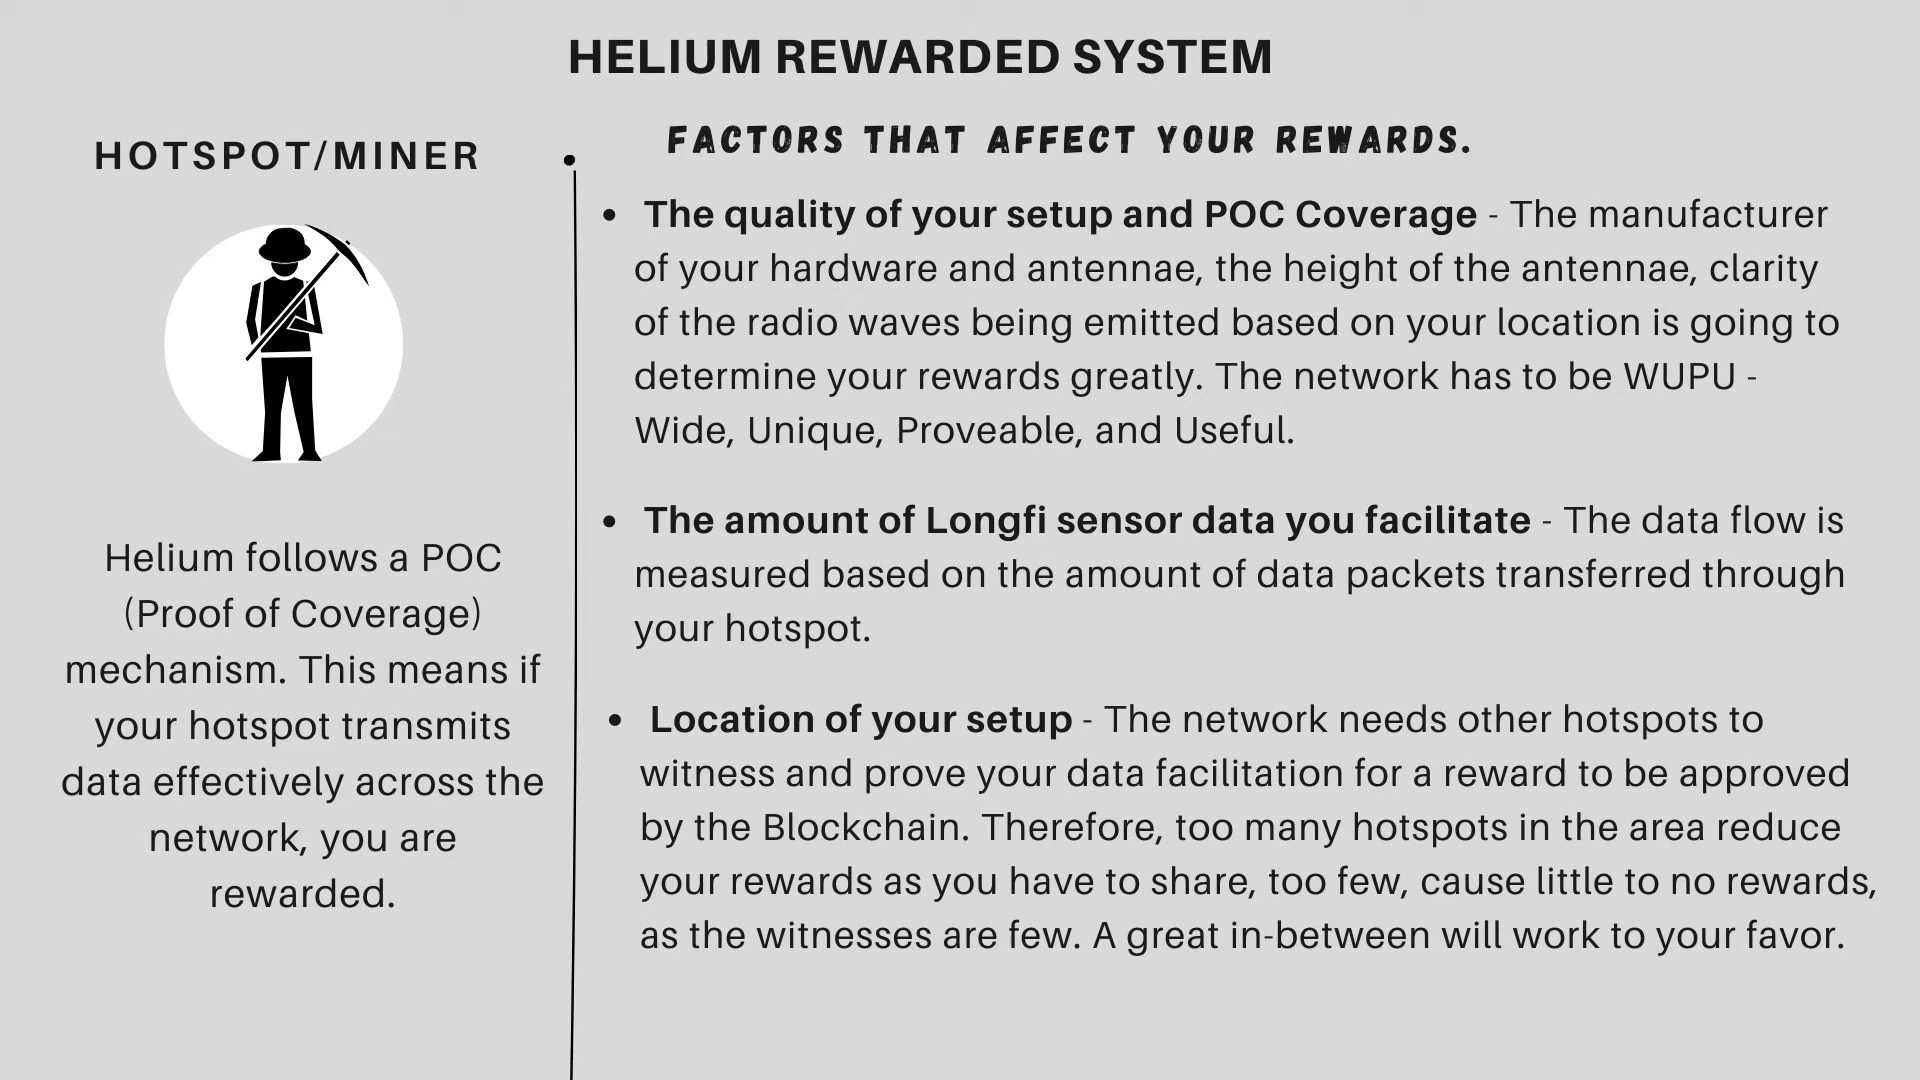 HELIUM REWARDED SYSTEM
HOTSPOT/MINER
Helium follows a POC
(Proof of Coverage)
mechanism. This means if
your hotspot transmits
data effectively across the
network, you are
rewarded.
FACTORS THAT AFFECT YOUR REWARDS.
• The quality of your setup and POC Coverage - The manufacturer
of your hardware and antennae, the height of the antennae, clarity
of the radio waves being emitted based on your location is going to
determine your rewards greatly. The network has to be WUPU -
Wide, Unique, Proveable, and Useful.
• The amount of Longfi sensor data you facilitate - The data flow is
measured based on the amount of data packets transferred through
your hotspot.
• Location of your setup - The network needs other hotspots to
witness and prove your data facilitation for a reward to be approved
by the Blockchain. Therefore, too many hotspots in the area reduce
your rewards as you have to share, too few, cause little to no rewards,
as the witnesses are few. A great in-between will work to your favor.